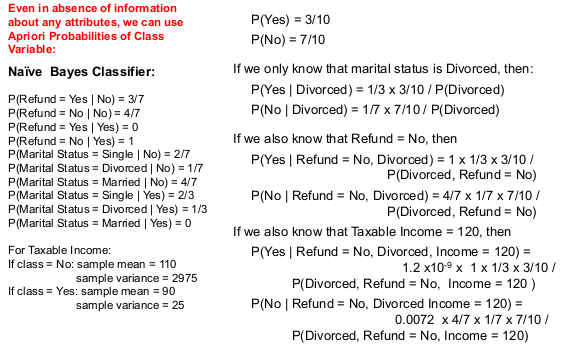 Even in absence of information
about any attributes, we can use
Apriori Probabilities of Class
Variable:
Naïve Bayes Classifier:
P(Refund = Yes | No) = 3/7
P(Refund = No | No) = 4/7
P(Refund = Yes | Yes) = 0
P(Refund = No | Yes) = 1
P(Marital Status = Single | No) = 2/7
P(Marital Status = Divorced | No) = 1/7
P(Marital Status = Married | No) = 4/7
P(Marital Status = Single | Yes) = 2/3
P(Marital Status = Divorced | Yes) = 1/3
P(Marital Status = Married | Yes) = 0
For Taxable Income:
If class = No: sample mean = 110
sample variance = 2975
If class = Yes: sample mean = 90
sample variance = 25
P(Yes) = 3/10
P(No) = 7/10
If we only know that marital status is Divorced, then:
P(Yes | Divorced) = 1/3 x 3/10 / P(Divorced)
P(No | Divorced) = 1/7 x 7/10 / P(Divorced)
If we also know that Refund = No, then
P(Yes | Refund = No, Divorced) = 1 x 1/3 x 3/10 /
P(Divorced, Refund = No)
P(No | Refund = No, Divorced) = 4/7 x 1/7 x 7/10 /
P(Divorced, Refund = No)
If we also know that Taxable Income = 120, then
P(Yes | Refund = No, Divorced, Income = 120) =
1.2 x10⁻⁹ x 1 x 1/3 x 3/10 /
P(Divorced, Refund = No, Income = 120 )
P(No | Refund = No, Divorced Income = 120) =
0.0072 x 4/7 x 1/7 x 7/10 /
P(Divorced, Refund = No, Income = 120)